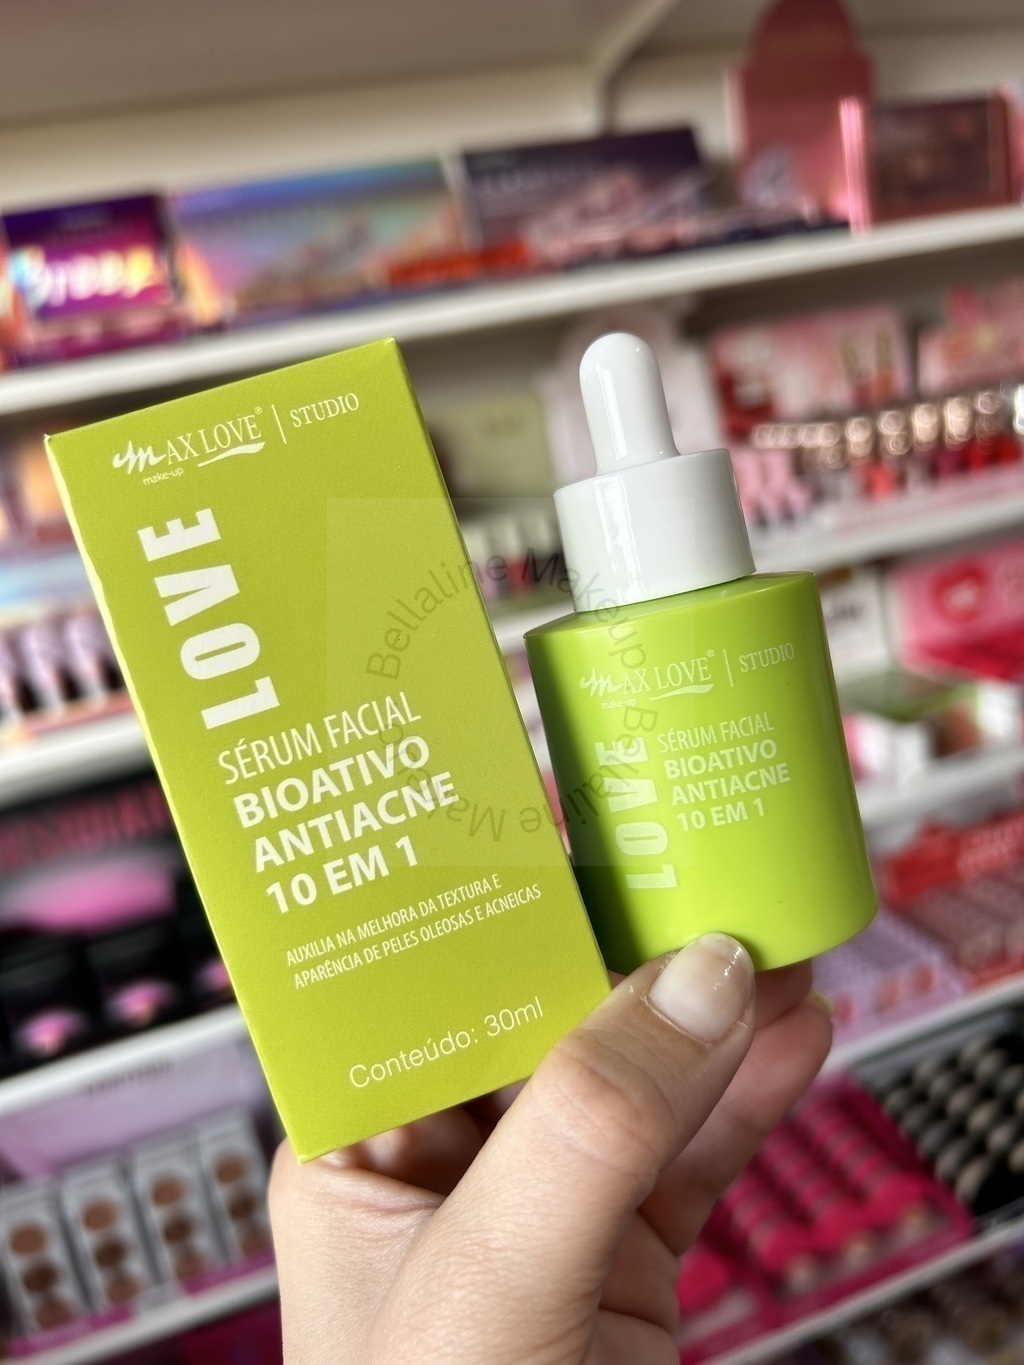 MAX LOVE® | STUDIO
make-up
LOVE
SÉRUM FACIAL
BIOATIVO
ANTIACNE
10 EM 1
AUXILIA NA MELHORA DA TEXTURA E
APARÊNCIA DE PELES OLEOSAS E ACNEICAS
Conteúdo: 30ml
MAX LOVE® | STUDIO
make-up
LOVE
SÉRUM FACIAL
BIOATIVO
ANTIACNE
10 EM 1
Bellaline Makeup Bellaline Makeup